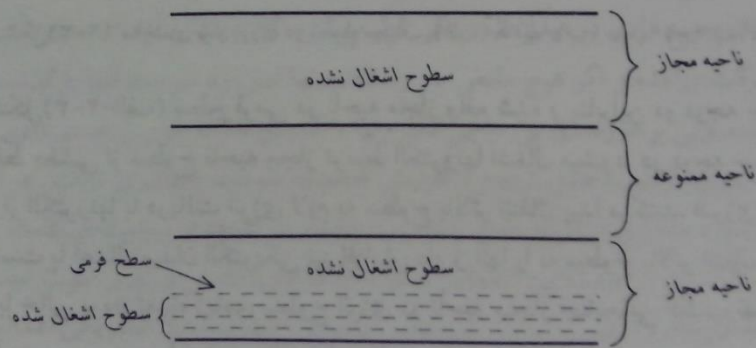 ناحیه مجاز
سطوح اشغال نشده
ناحیه ممنوعه
سطوح اشغال نشده
سطح فرمی
ناحیه مجاز
سطوح اشغال شده